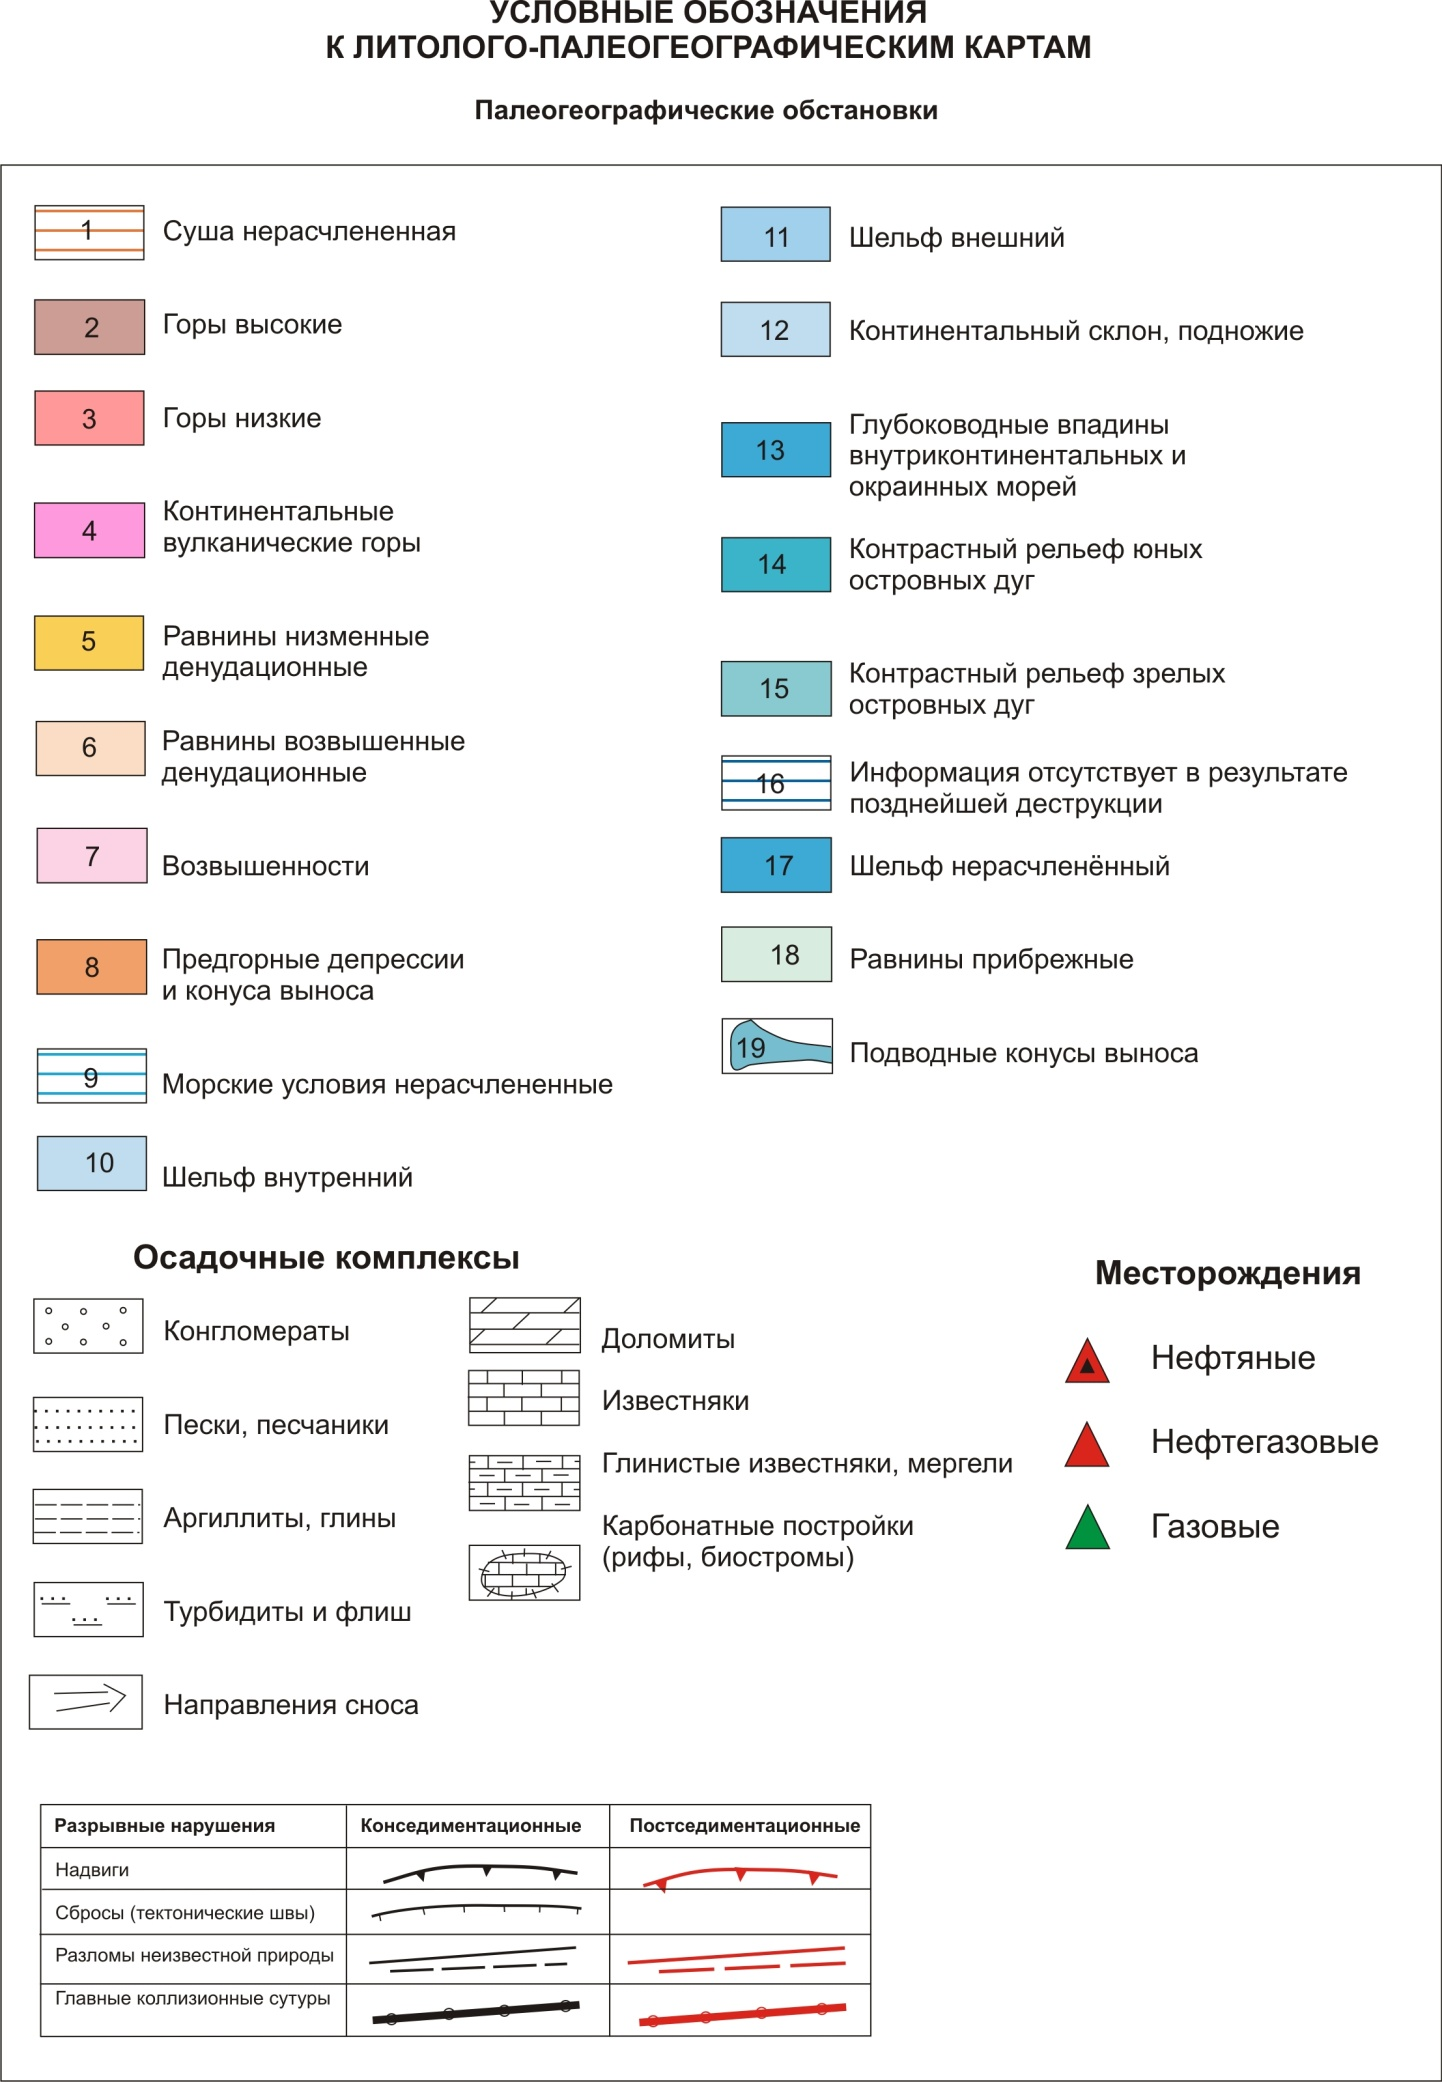 УСЛОВНЫЕ ОБОЗНАЧЕНИЯ
К ЛИТОЛОГО-ПАЛЕОГЕОГРАФИЧЕСКИМ КАРТАМ
Палеогеографические обстановки
1 Суша нерасчлененная
2 Горы высокие
3 Горы низкие
4 Континентальные
вулканические горы
5 Равнины низменные
денудационные
6 Равнины возвышенные
денудационные
7 Возвышенности
8 Предгорные депрессии
и конуса выноса
9 Морские условия нерасчлененные
10 Шельф внутренний
11 Шельф внешний
12 Континентальный склон, подножие
13 Глубоководные впадины
внутриконтинентальных и
окраинных морей
14 Контрастный рельеф юных
островных дуг
15 Контрастный рельеф зрелых
островных дуг
16 Информация отсутствует в результате
позднейшей деструкции
17 Шельф нерасчленённый
18 Равнины прибрежные
19 Подводные конусы выноса
Осадочные комплексы
Конгломераты
Пески, песчаники
Аргиллиты, глины
Турбидиты и флиш
Направления сноса
Доломиты
Известняки
Глинистые известняки, мергели
Карбонатные постройки
(рифы, биостромы)
Месторождения
Нефтяные
Нефтегазовые
Газовые
Разрывные нарушения Конседиментационные Постседиментационные
Надвиги
Сбросы (тектонические швы)
Разломы неизвестной природы
Главные коллизионные сутуры